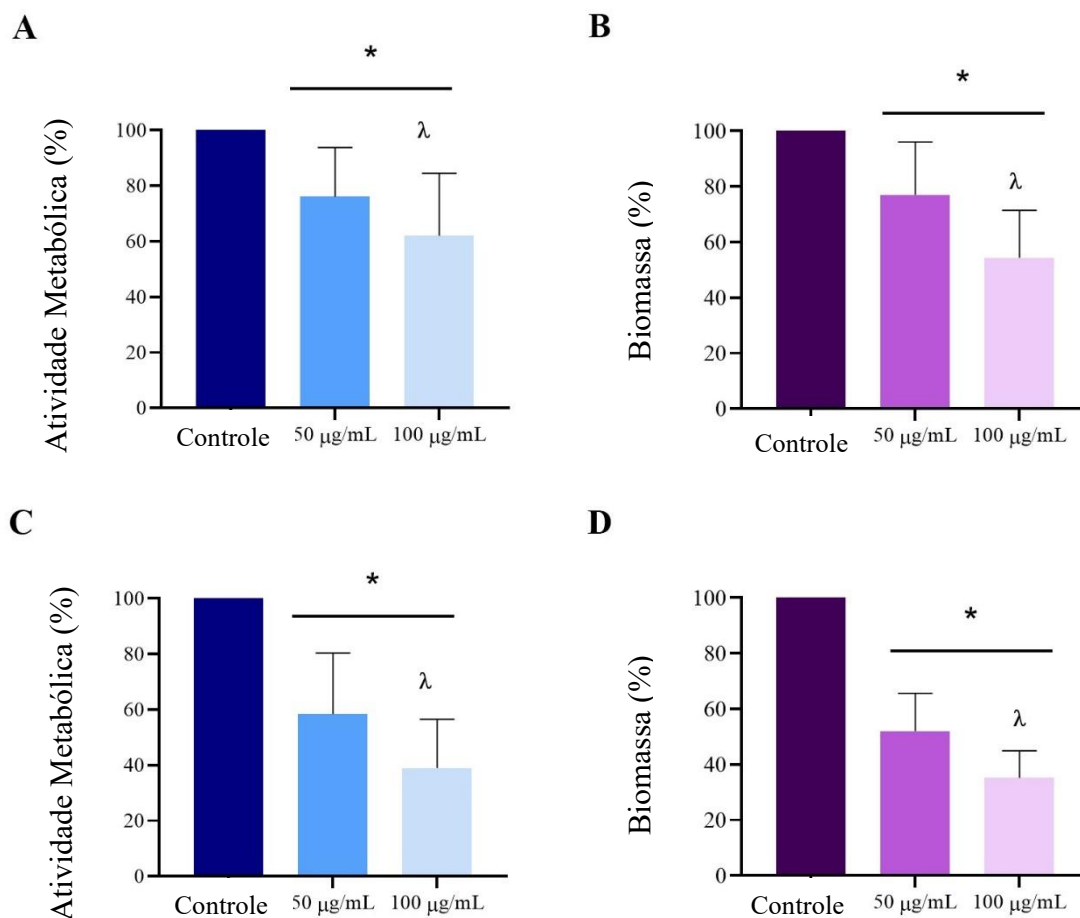 A
*
λ
Atividade Metabólica (%)
100
80
60
40
20
0
Controle 50 μg/mL 100 μg/mL
B
*
λ
Biomassa (%)
100
80
60
40
20
0
Controle 50 μg/mL 100 μg/mL
C
*
λ
Atividade Metabólica (%)
100
80
60
40
20
0
Controle 50 μg/mL 100 μg/mL
D
*
λ
Biomassa (%)
100
80
60
40
20
0
Controle 50 μg/mL 100 μg/mL